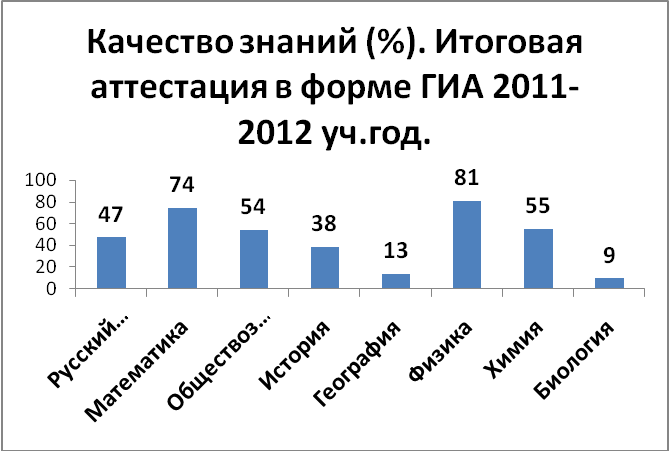 Качество знаний (%). Итоговая
аттестация в форме ГИА 2011-
2012 уч.год.
100
80
60
40
20
0
47
74
54
38
13
81
55
9
Русский...
Математика
Обществоз...
История
География
Физика
Химия
Биология